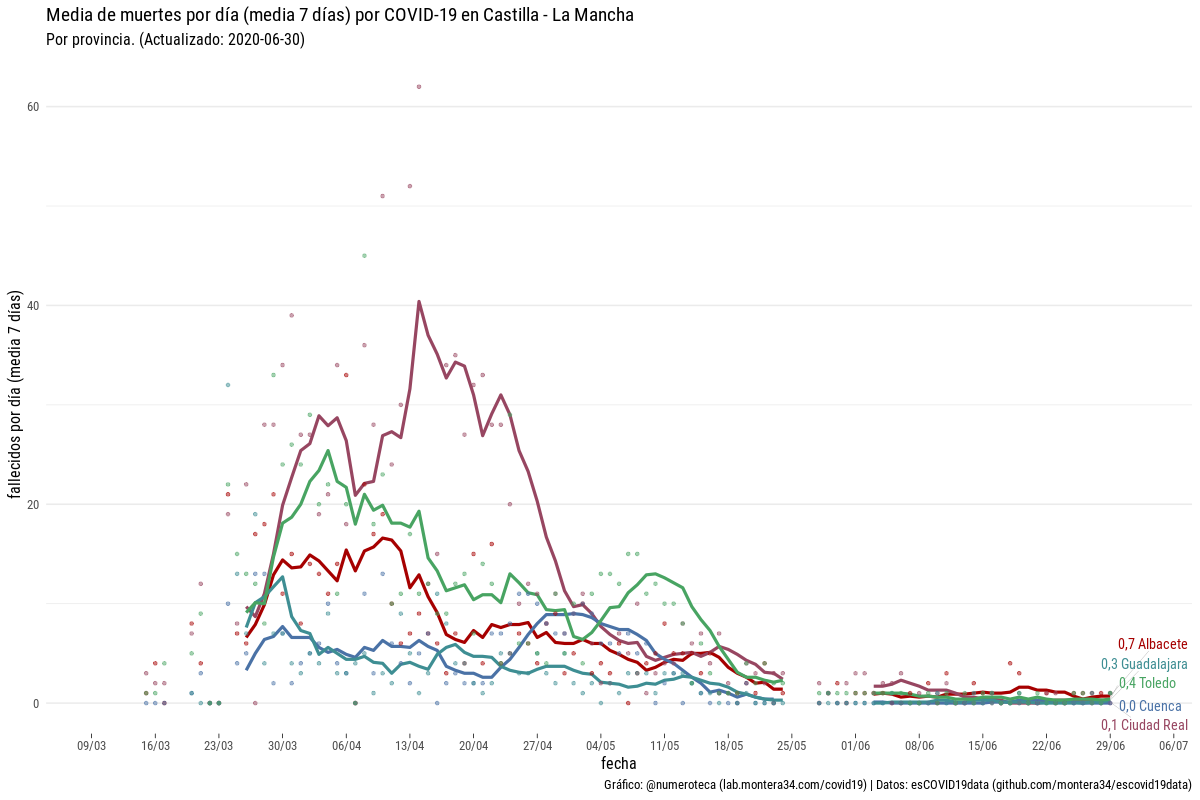 Media de muertes por día (media 7 días) por COVID-19 en Castilla - La Mancha
Por provincia. (Actualizado: 2020-06-30)
fallecidos por día (media 7 días)
60
40
20
0
0,7 Albacete
0,3 Guadalajara
0,4 Toledo
0,0 Cuenca
0,1 Ciudad Real
09/03 16/03 23/03 30/03 06/04 13/04 20/04 27/04 04/05 11/05 18/05 25/05 01/06 08/06 15/06 22/06 29/06 06/07
fecha
Gráfico: @numeroteca (lab.montera34.com/covid19) | Datos: esCOVID19data (github.com/montera34/escovid19data)